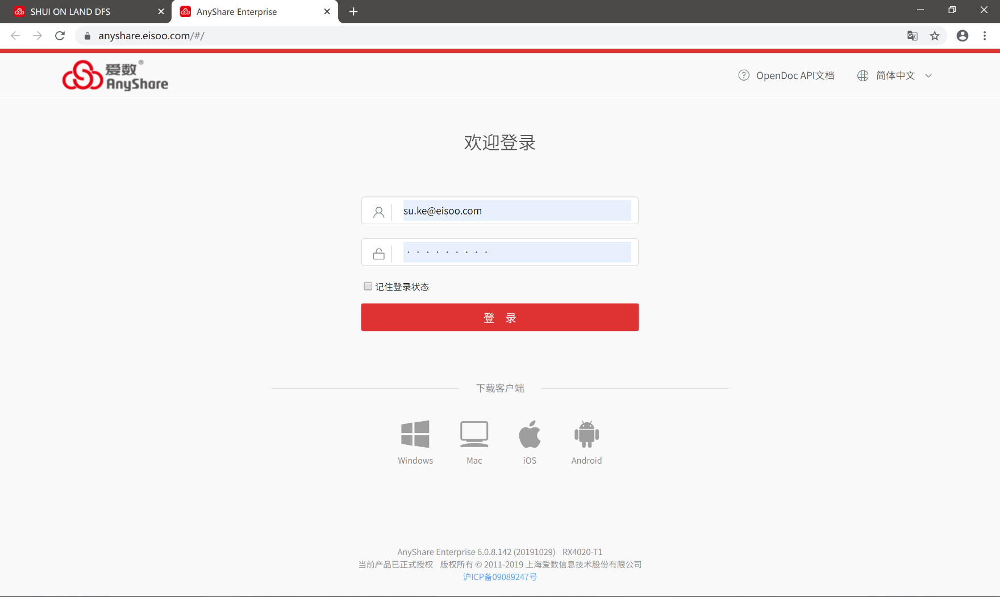 SHUI ON LAND DFS
AnyShare Enterprise
anyshare.eisoo.com/#/
爱数®
AnyShare
OpenDoc API文档
简体中文
欢迎登录
su.ke@eisoo.com
·········
记住登录状态
登 录
下载客户端
Windows
Mac
iOS
Android
AnyShare Enterprise 6.0.8.142 (20191029) RX4020-T1
当前产品已正式授权 版权所有 © 2011-2019 上海爱数信息技术股份有限公司
沪ICP备09089247号